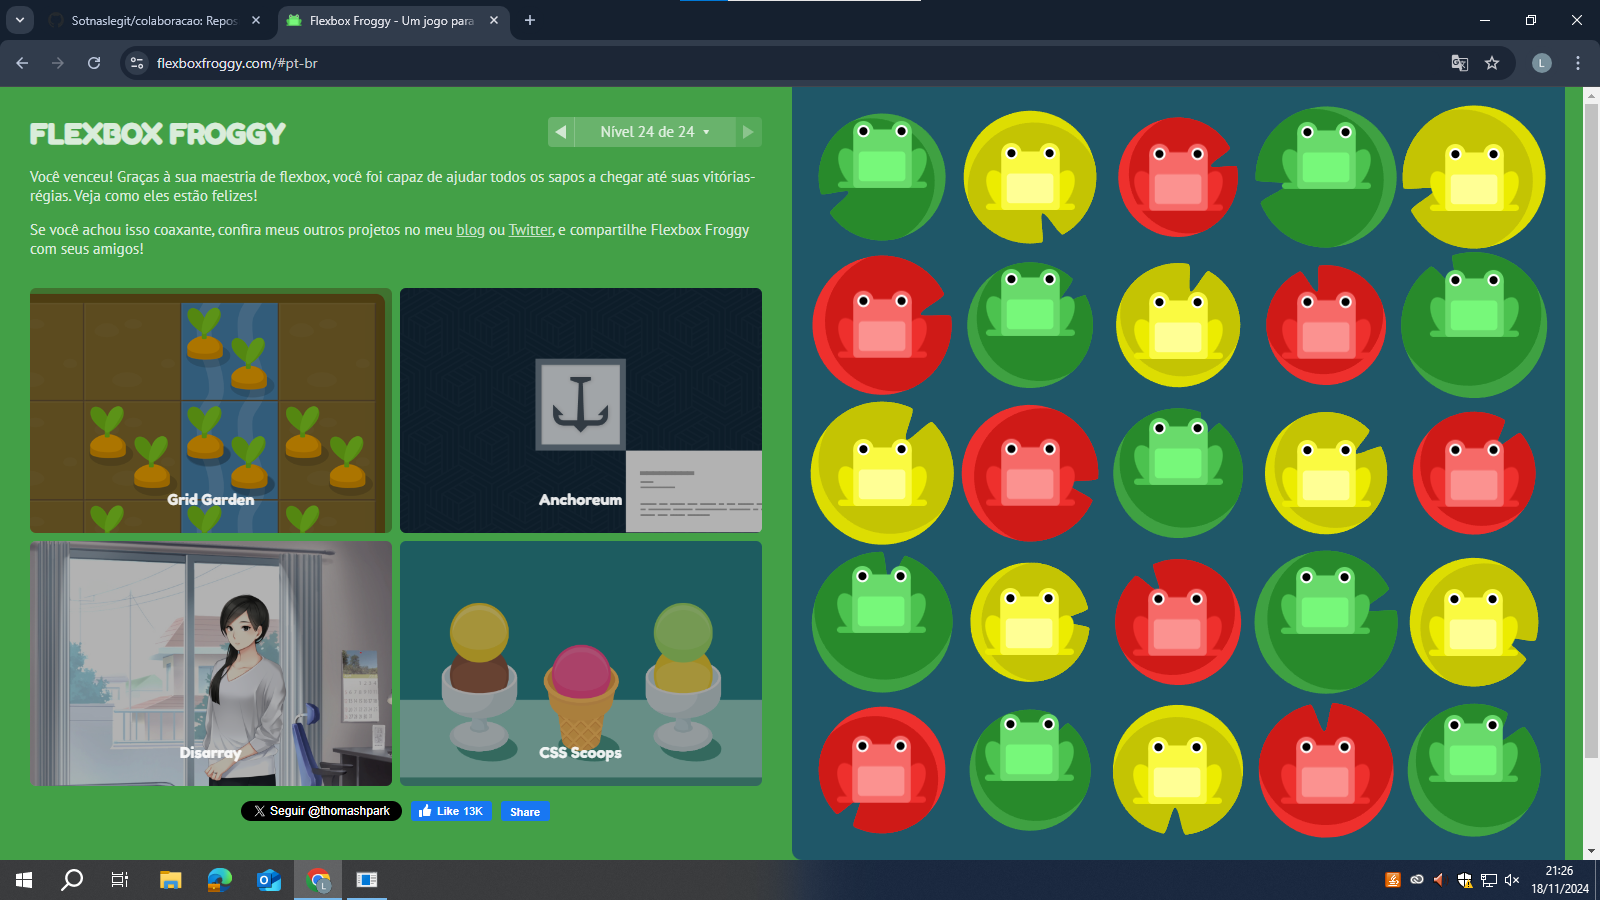 Sotnaslegit/colaboracao: Repos
Flexbox Froggy - Um jogo para
flexboxfroggy.com/#pt-br
L
FLEXBOX FROGGY
Nível 24 de 24
Você venceu! Graças à sua maestria de flexbox, você foi capaz de ajudar todos os sapos a chegar até suas vitórias-
régias. Veja como eles estão felizes!
Se você achou isso coaxante, confira meus outros projetos no meu blog ou Twitter, e compartilhe Flexbox Froggy
com seus amigos!
Grid Garden
Anchoreum
Disarray
CSS Scoops
Seguir @thomashpark
Like 13K
Share
L
21:26
18/11/2024